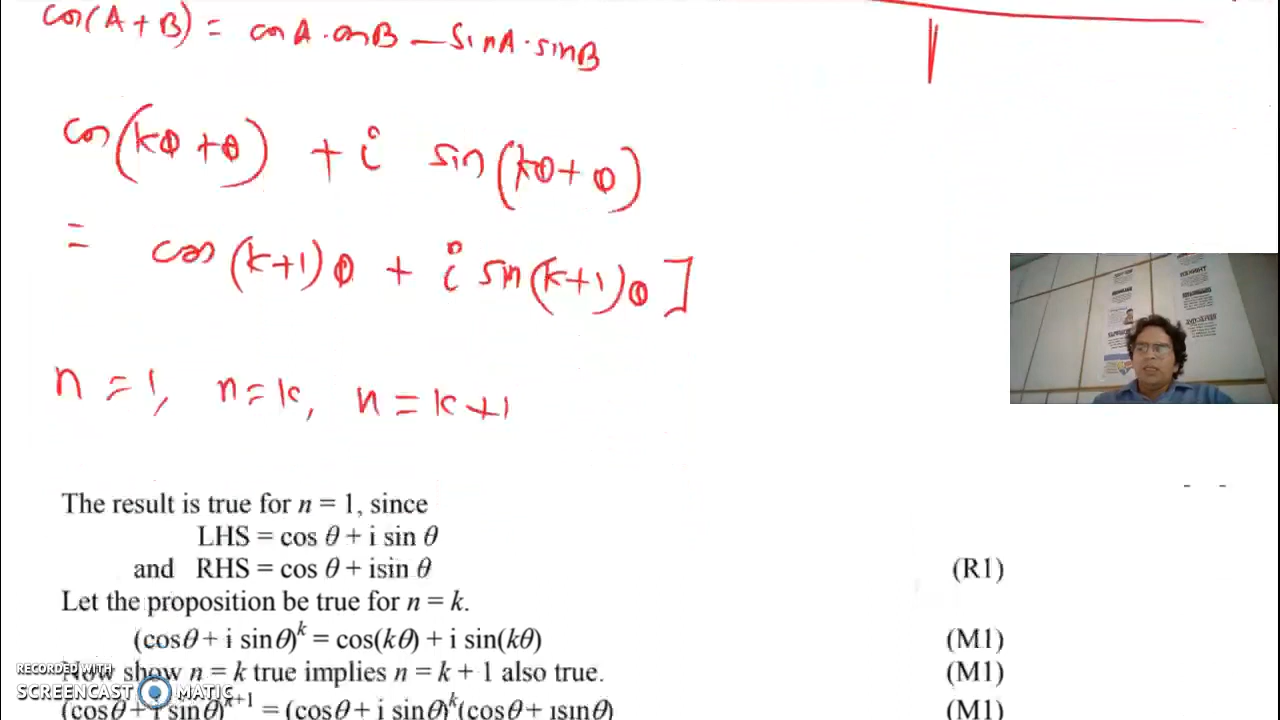 cos(A + B) = cosA · cosB – sinA · sinB
cos(kθ + θ) + i sin(kθ + θ)
= cos(k+1)θ + i sin(k+1)θ ]
n = 1, n = k, n = k + 1
The result is true for n = 1, since
LHS = cos θ + i sin θ
and RHS = cos θ + isin θ (R1)
Let the proposition be true for n = k.
(cosθ + i sinθ)^k = cos(kθ) + i sin(kθ) (M1)
Now show n = k true implies n = k + 1 also true. (M1)
(cosθ + i sinθ)^k+1 = (cosθ + i sinθ)^k(cosθ + isinθ) (M1)
RECORDED WITH
SCREENCAST MATIC